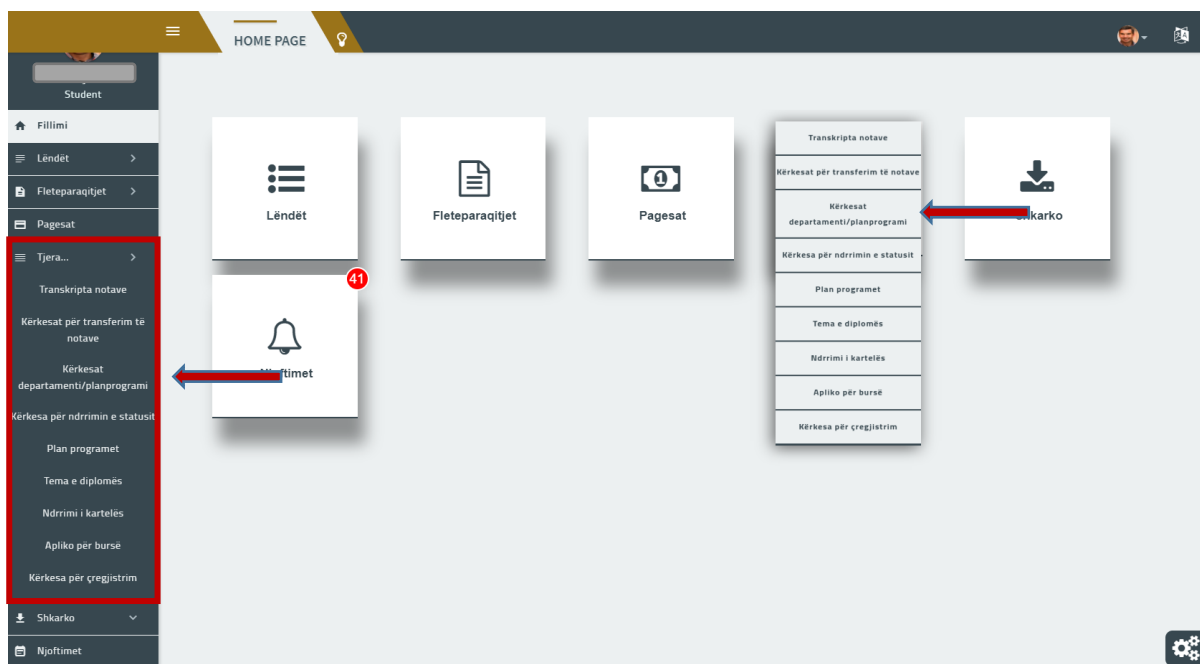 HOME PAGE
Student
Fillimi
Lëndët
Fleteparaqitjet
Pagesat
Tjera...
Transkripta notave
Kërkesat për transferim të
notave
Kërkesat
departamenti/planprogrami
Kërkesa për ndrrimin e statusit
Plan programet
Tema e diplomës
Ndrrimi i kartelës
Apliko për bursë
Kërkesa për çregjistrim
Shkarko
Njoftimet
Lëndët
Fleteparaqitjet
Pagesat
Transkripta notave
Kërkesat për transferim të notave
Kërkesat
departamenti/planprogrami
Kërkesa për ndrrimin e statusit
Plan programet
Tema e diplomës
Ndrrimi i kartelës
Apliko për bursë
Kërkesa për çregjistrim
41